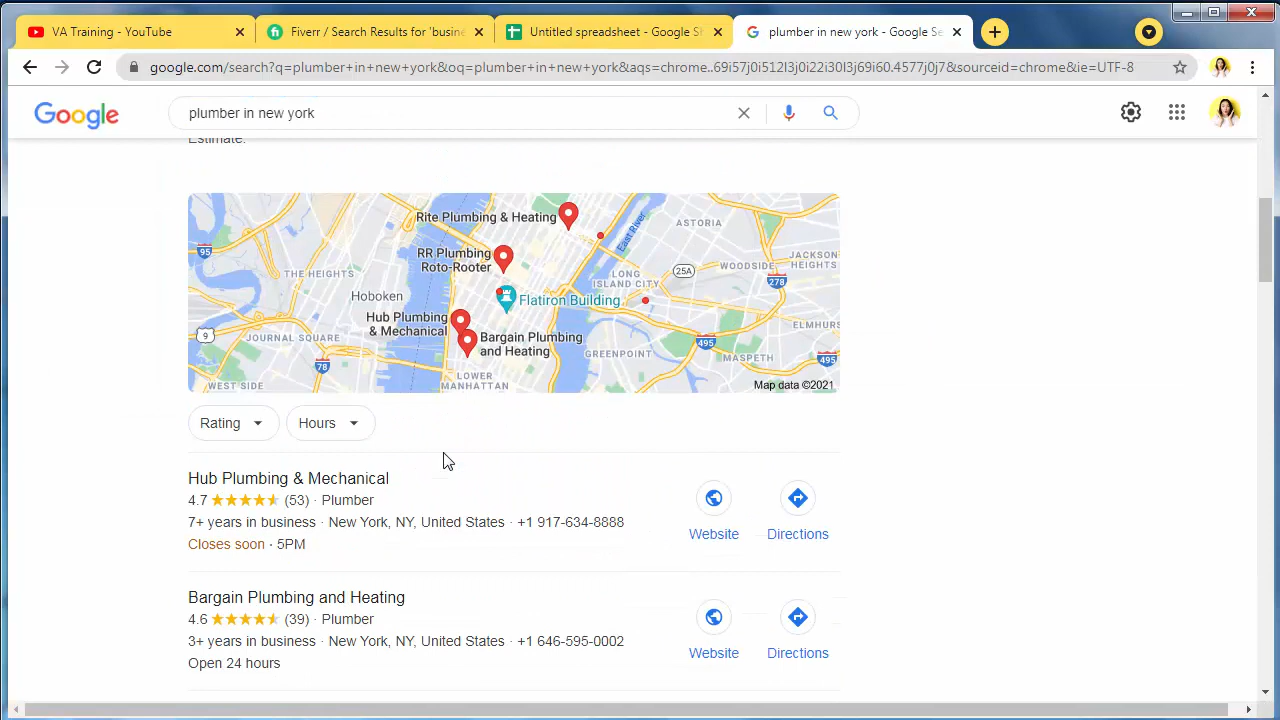 VA Training - YouTube
Fiverr / Search Results for 'busine
Untitled spreadsheet - Google Sh
plumber in new york - Google Se
google.com/search?q=plumber+in+new+york&oq=plumber+in+new+york&aqs=chrome..69i57j0i512l3j0i22i30l3j69i60.4577j0j7&sourceid=chrome&ie=UTF-8
Google
plumber in new york
Estimate.
Rite Plumbing & Heating
East River
ASTORIA
95
RR Plumbing
Roto-Rooter
JACKSON
HEIGHTS
WOODSIDE
THE HEIGHTS
LONG
ISLAND CITY
25A
278
Hoboken
Flatiron Building
Hub Plumbing
& Mechanical
ELMHURS
9
JOURNAL SQUARE
Bargain Plumbing
and Heating
495
GREENPOINT
MASPETH
495
78
WEST SIDE
LOWER
MANHATTAN
Map data ©2021
Rating
Hours
Hub Plumbing & Mechanical
4.7 (53) · Plumber
7+ years in business · New York, NY, United States · +1 917-634-8888
Closes soon · 5PM
Website
Directions
Bargain Plumbing and Heating
4.6 (39) · Plumber
3+ years in business · New York, NY, United States · +1 646-595-0002
Open 24 hours
Website
Directions